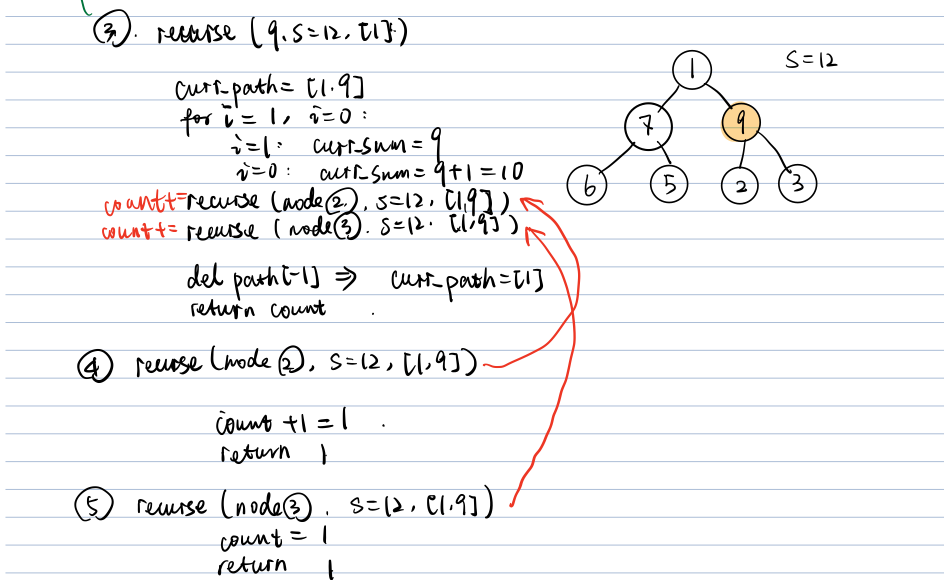 ③. recurse (9, S=12, [1])
curr_path = [1.9]
for i = 1, i=0 :
i=1: curr_sum = 9
i=0: curr_sum = 9+1=10
count+=recurse (node②, S=12, [1,9])
count+= recurse (node③. S=12. [1,9])
del path[-1] ⇒ curr_path=[1]
return count .
④ recurse (node②, S=12, [1,9])
count +1 = 1 .
return 1
⑤ recurse (node③, S=12, [1.9])
count = 1
return 1
S=12
1
7 9
6 5 2 3